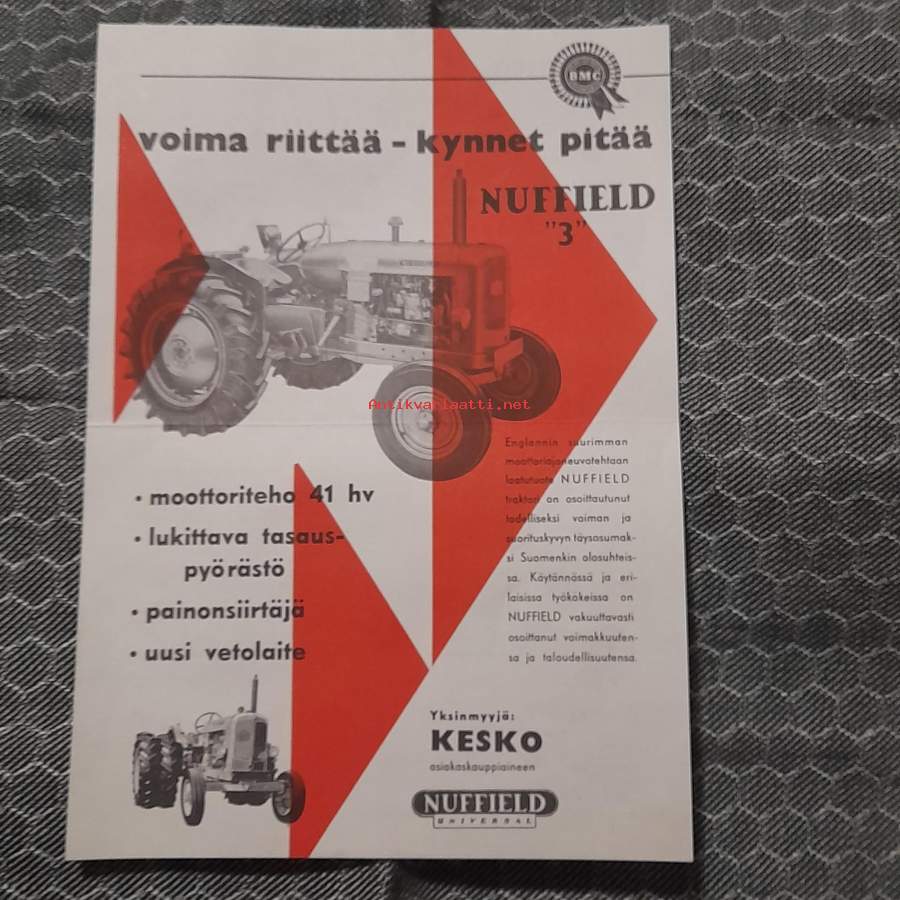 BMC
voima riittää - kynnet pitää
NUFFIELD
"3"
Antikvariaatti.net
• moottoriteho 41 hv
• lukittava tasaus-
pyörästö
• painonsiirtäjä
• uusi vetolaite
Englannin suurimman
moottoriajoneuvotehtaan
laatutuote NUFFIELD
traktori on osoittautunut
todelliseksi voiman ja
suorituskyvyn täysosumak-
si Suomenkin olosuhteis-
sa. Käytännössä ja eri-
laisissa työkokeissa on
NUFFIELD vakuuttavasti
osoittanut voimakkuuten-
sa ja taloudellisuutensa.
Yksinmyyjä:
KESKO
asiakaskauppiaineen
NUFFIELD
UNIVERSAL